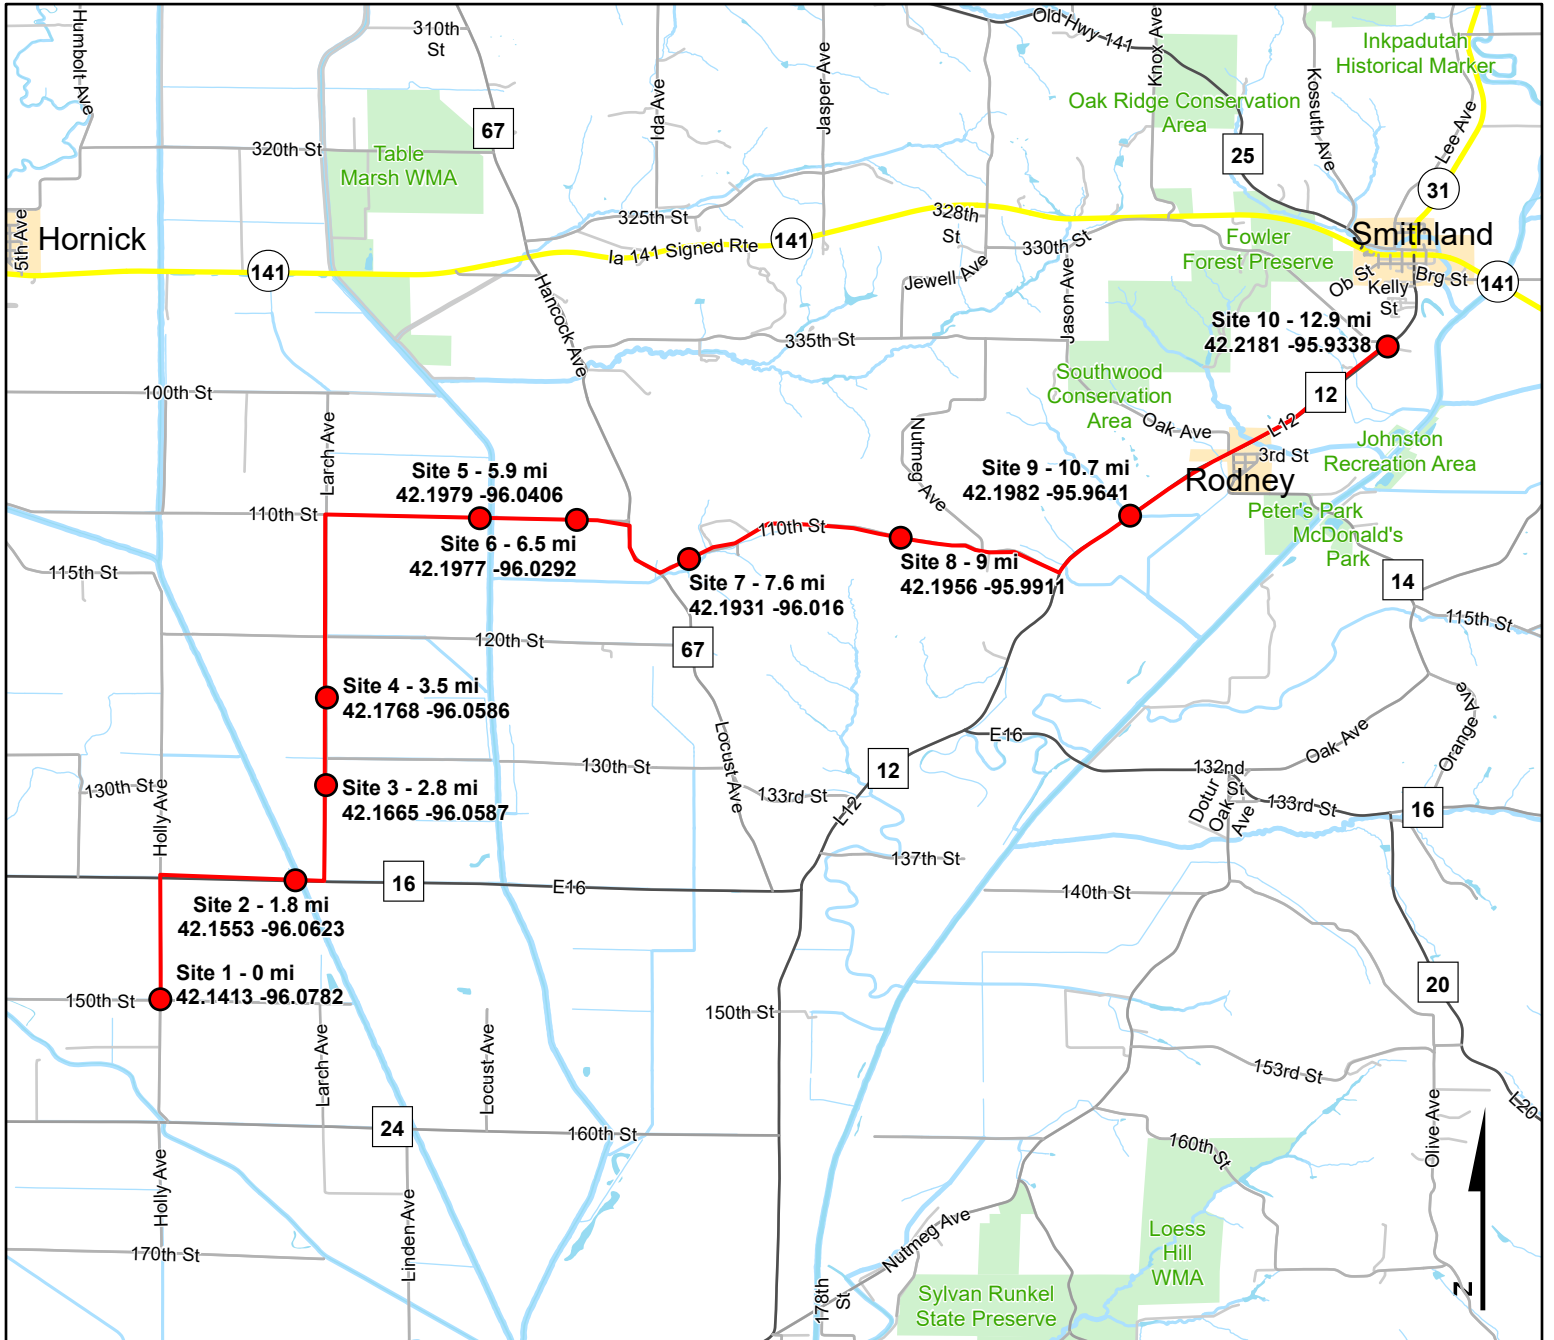 Humbolt Ave
310th
St
Old Hwy 141
Knox Ave
Inkpadutah
Historical Marker
67
Ida Ave
Jasper Ave
Oak Ridge Conservation
Area
Kossuth Ave
Lee Ave
320th St
Table
Marsh WMA
25
31
5th Ave
Hornick
325th St
328th
St
141
Ia 141 Signed Rte
141
330th St
Fowler
Forest Preserve
Smithland
Hancock Ave
Jewell Ave
Jason Ave
Ob St
Kelly
St
Brg St
141
335th St
Site 10 - 12.9 mi
42.2181 -95.9338
100th St
Southwood
Conservation
Area
12
Larch Ave
Nutmeg Ave
Oak Ave
L12
3rd St
Johnston
Recreation Area
Site 5 - 5.9 mi
42.1979 -96.0406
Site 9 - 10.7 mi
42.1982 -95.9641
Rodney
110th St
110th St
Peter's Park
McDonald's
Park
Site 6 - 6.5 mi
42.1977 -96.0292
Site 7 - 7.6 mi
42.1931 -96.016
Site 8 - 9 mi
42.1956 -95.9911
115th St
14
115th St
120th St
67
Site 4 - 3.5 mi
42.1768 -96.0586
Locust Ave
E16
Oak Ave
Orange Ave
130th St
Holly Ave
Site 3 - 2.8 mi
42.1665 -96.0587
130th St
133rd St
12
L12
132nd
St
Dotur
Oak
Ave
133rd St
16
137th St
16
E16
140th St
Site 2 - 1.8 mi
42.1553 -96.0623
Site 1 - 0 mi
42.1413 -96.0782
150th St
150th St
20
Larch Ave
Locust Ave
153rd St
L20
24
160th St
160th St
Olive Ave
Holly Ave
Linden Ave
170th St
Nutmeg Ave
Loess
Hill
WMA
178th
St
Sylvan Runkel
State Preserve
N